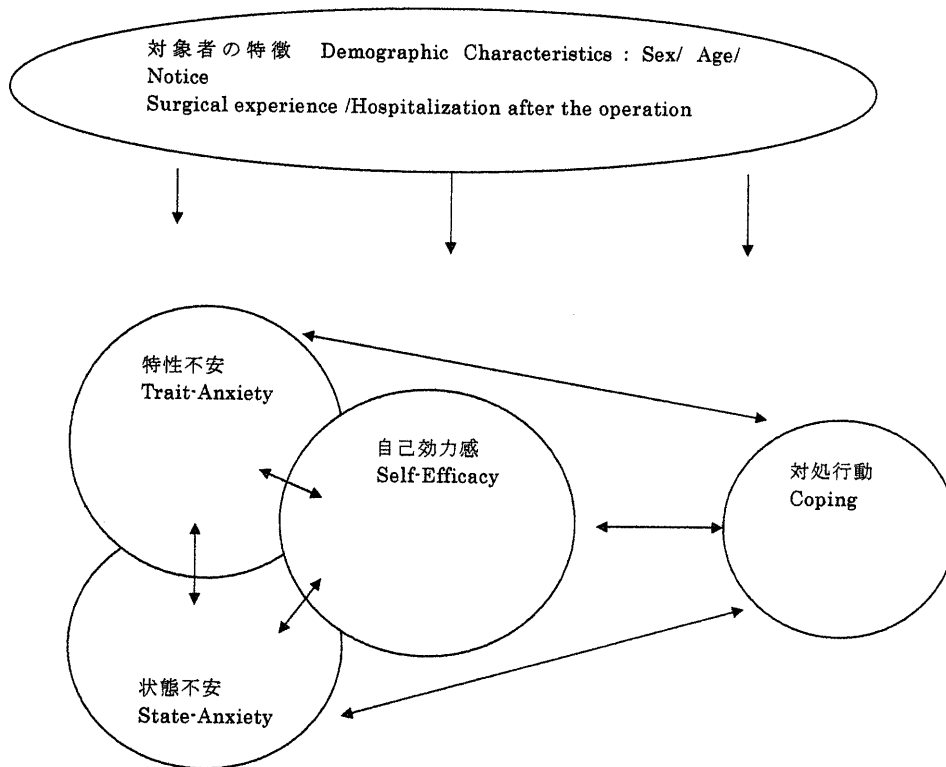 対象者の特徴 Demographic Characteristics : Sex/ Age/
Notice
Surgical experience /Hospitalization after the operation
特性不安
Trait-Anxiety
自己効力感
Self-Efficacy
対処行動
Coping
状態不安
State-Anxiety